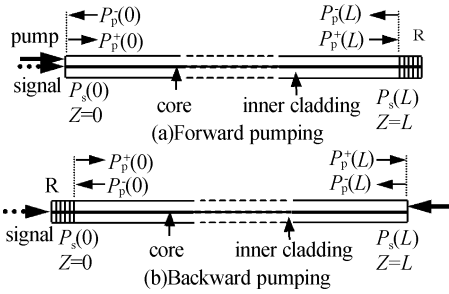 P_p^-(0) P_p^-(L)
pump P_p^+(0) P_p^+(L) R
signal P_s(0) core inner cladding P_s(L)
Z=0 Z=L
(a)Forward pumping
P_p^+(0) P_p^+(L)
R P_p^-(0) P_p^-(L)
signal P_s(0) core inner cladding P_s(L)
Z=0 Z=L
(b)Backward pumping